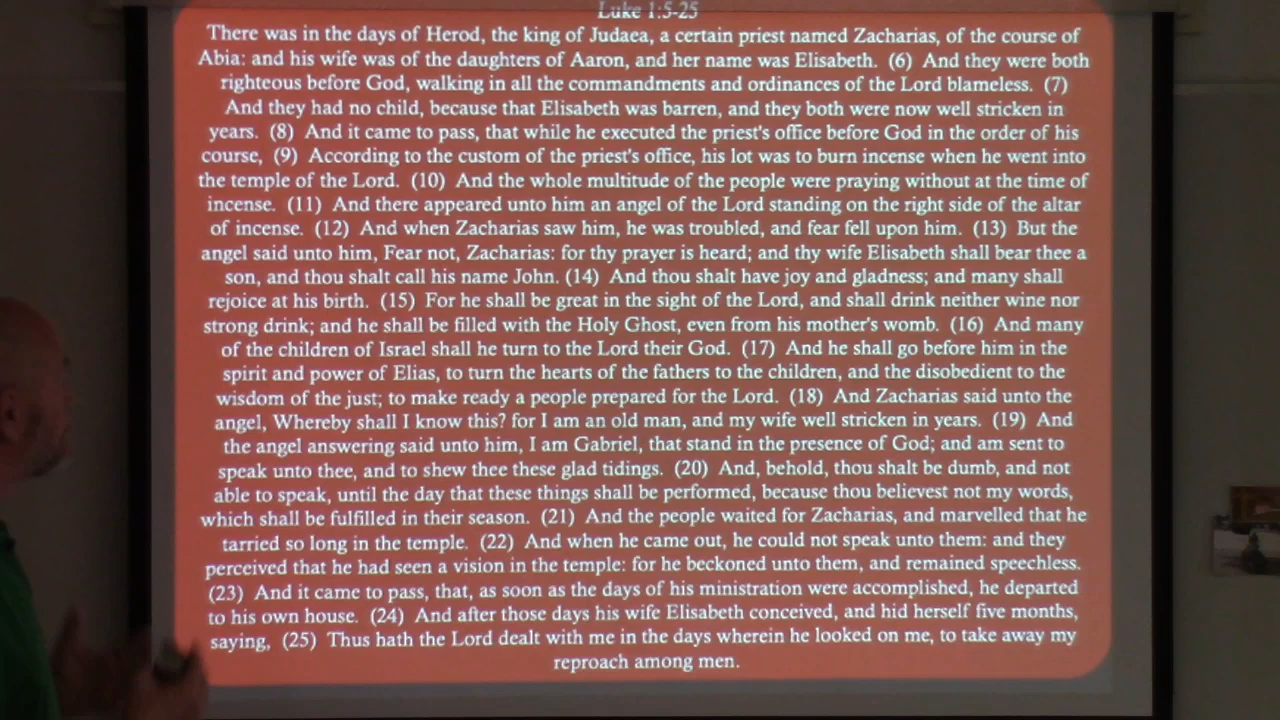 Luke 1:5-25
There was in the days of Herod, the king of Judaea, a certain priest named Zacharias, of the course of
Abia: and his wife was of the daughters of Aaron, and her name was Elisabeth. (6) And they were both
righteous before God, walking in all the commandments and ordinances of the Lord blameless. (7)
And they had no child, because that Elisabeth was barren, and they both were now well stricken in
years. (8) And it came to pass, that while he executed the priest's office before God in the order of his
course, (9) According to the custom of the priest's office, his lot was to burn incense when he went into
the temple of the Lord. (10) And the whole multitude of the people were praying without at the time of
incense. (11) And there appeared unto him an angel of the Lord standing on the right side of the altar
of incense. (12) And when Zacharias saw him, he was troubled, and fear fell upon him. (13) But the
angel said unto him, Fear not, Zacharias: for thy prayer is heard; and thy wife Elisabeth shall bear thee a
son, and thou shalt call his name John. (14) And thou shalt have joy and gladness; and many shall
rejoice at his birth. (15) For he shall be great in the sight of the Lord, and shall drink neither wine nor
strong drink; and he shall be filled with the Holy Ghost, even from his mother's womb. (16) And many
of the children of Israel shall he turn to the Lord their God. (17) And he shall go before him in the
spirit and power of Elias, to turn the hearts of the fathers to the children, and the disobedient to the
wisdom of the just; to make ready a people prepared for the Lord. (18) And Zacharias said unto the
angel, Whereby shall I know this? for I am an old man, and my wife well stricken in years. (19) And
the angel answering said unto him, I am Gabriel, that stand in the presence of God; and am sent to
speak unto thee, and to shew thee these glad tidings. (20) And, behold, thou shalt be dumb, and not
able to speak, until the day that these things shall be performed, because thou believest not my words,
which shall be fulfilled in their season. (21) And the people waited for Zacharias, and marvelled that he
tarried so long in the temple. (22) And when he came out, he could not speak unto them: and they
perceived that he had seen a vision in the temple: for he beckoned unto them, and remained speechless.
(23) And it came to pass, that, as soon as the days of his ministration were accomplished, he departed
to his own house. (24) And after those days his wife Elisabeth conceived, and hid herself five months,
saying, (25) Thus hath the Lord dealt with me in the days wherein he looked on me, to take away my
reproach among men.